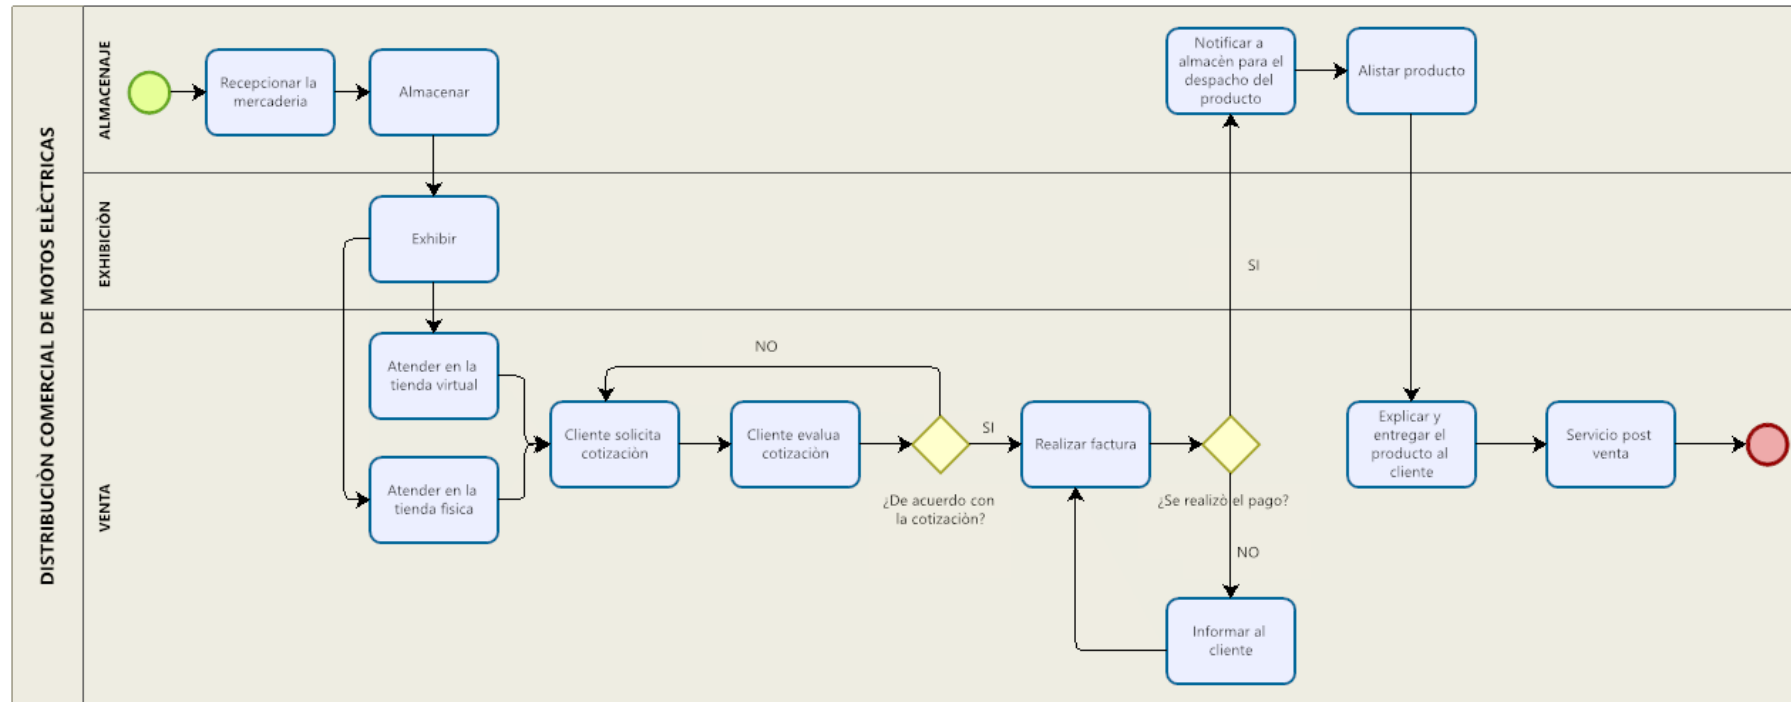 DISTRIBUCIÒN COMERCIAL DE MOTOS ELÈCTRICAS
ALMACENAJE
Recepcionar la
mercaderia
Almacenar
Notificar a
almacèn para el
despacho del
producto
Alistar producto
EXHIBICIÒN
Exhibir
SI
VENTA
Atender en la
tienda virtual
Atender en la
tienda fisica
NO
Cliente solicita
cotizaciòn
Cliente evalua
cotizaciòn
¿De acuerdo con
la cotizaciòn?
SI
Realizar factura
¿Se realizò el pago?
NO
Informar al
cliente
Explicar y
entregar el
producto al
cliente
Servicio post
venta